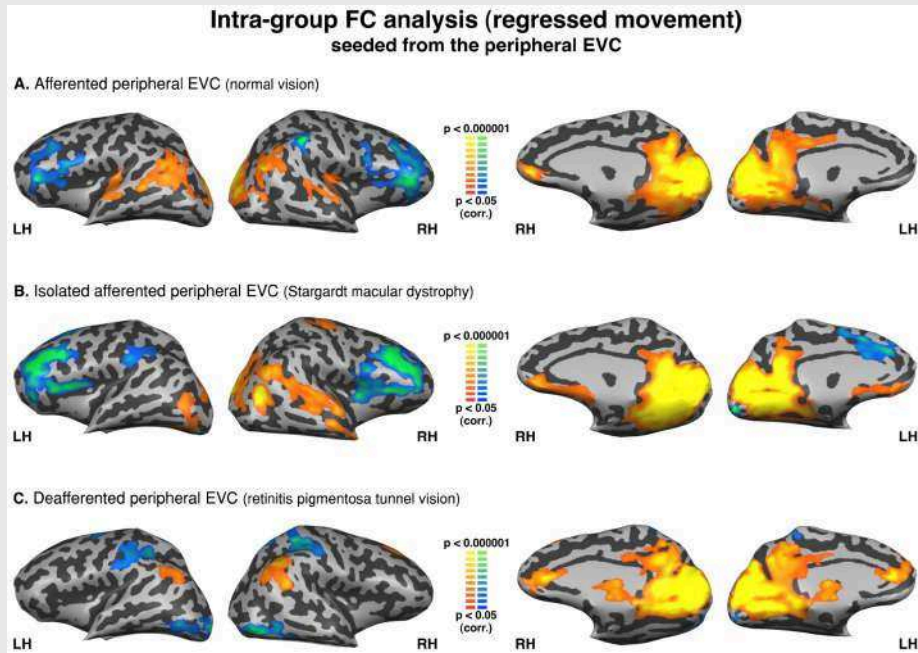 Intra-group FC analysis (regressed movement)
seeded from the peripheral EVC
A. Afferented peripheral EVC (normal vision)
p < 0.000001
p < 0.05
(corr.)
LH
RH
RH
LH
B. Isolated afferented peripheral EVC (Stargardt macular dystrophy)
p < 0.000001
p < 0.05
(corr.)
LH
RH
RH
LH
C. Deafferented peripheral EVC (retinitis pigmentosa tunnel vision)
p < 0.000001
p < 0.05
(corr.)
LH
RH
RH
LH